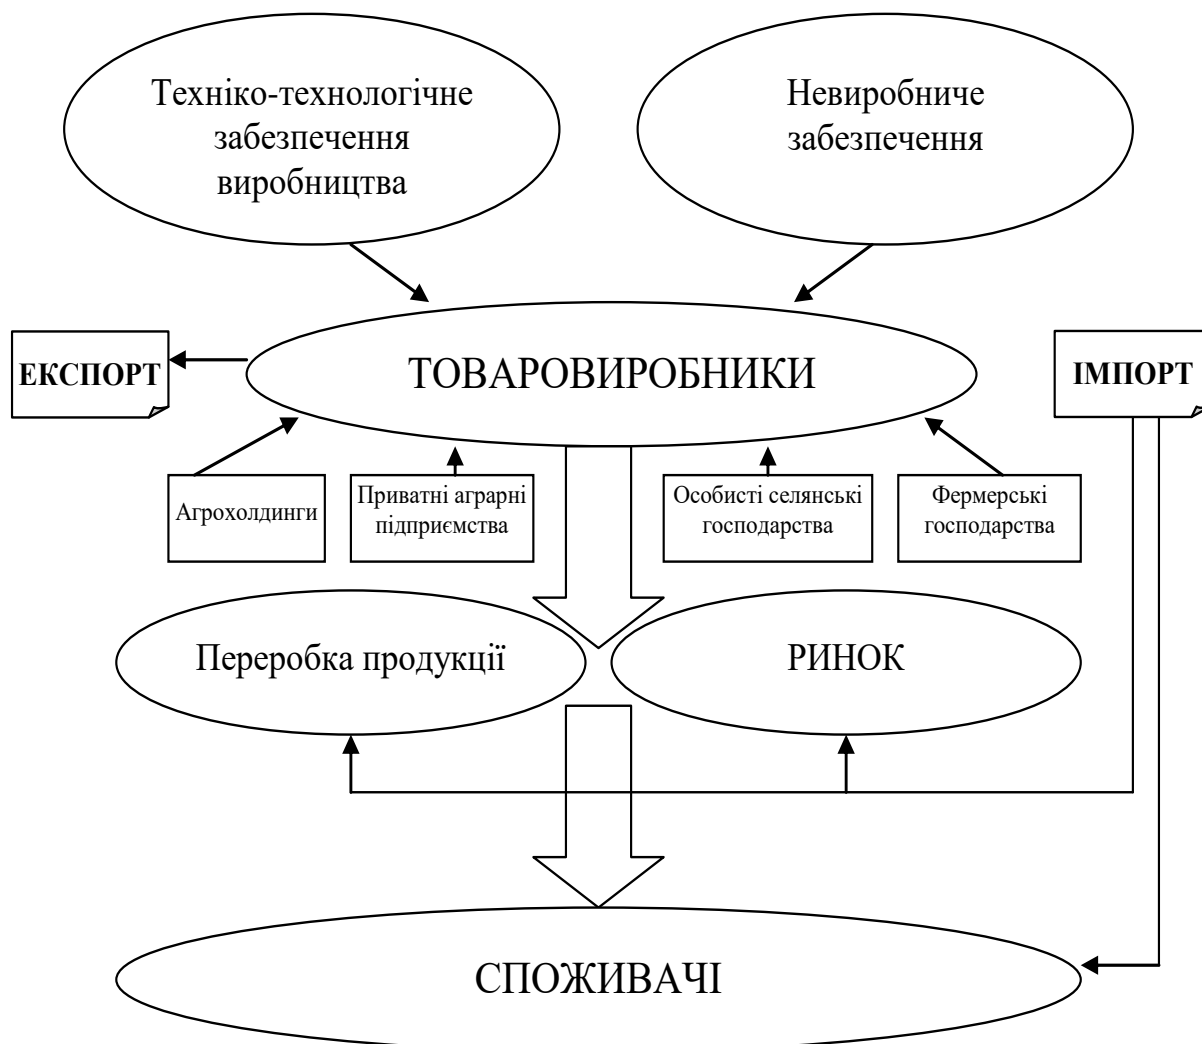 Техніко-технологічне
забезпечення
виробництва
Невиробниче
забезпечення
ЕКСПОРТ
ТОВАРОВИРОБНИКИ
ІМПОРТ
Агрохолдинги
Приватні аграрні
підприємства
Особисті селянські
господарства
Фермерські
господарства
Переробка продукції
РИНОК
СПОЖИВАЧІ